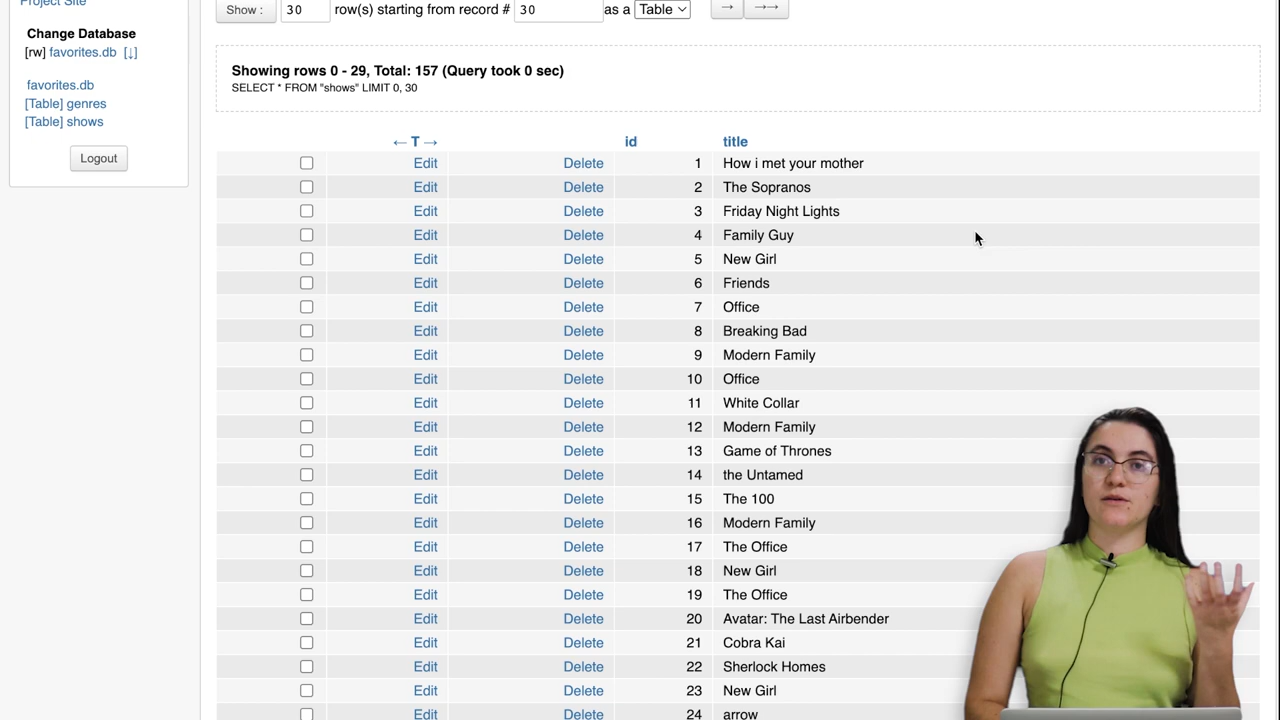 Project Site
Change Database
[rw] favorites.db [↓]
favorites.db
[Table] genres
[Table] shows
Logout
Show : 30 row(s) starting from record # 30 as a Table → →→
Showing rows 0 - 29, Total: 157 (Query took 0 sec)
SELECT * FROM "shows" LIMIT 0, 30
← T → id title
Edit Delete 1 How i met your mother
Edit Delete 2 The Sopranos
Edit Delete 3 Friday Night Lights
Edit Delete 4 Family Guy
Edit Delete 5 New Girl
Edit Delete 6 Friends
Edit Delete 7 Office
Edit Delete 8 Breaking Bad
Edit Delete 9 Modern Family
Edit Delete 10 Office
Edit Delete 11 White Collar
Edit Delete 12 Modern Family
Edit Delete 13 Game of Thrones
Edit Delete 14 the Untamed
Edit Delete 15 The 100
Edit Delete 16 Modern Family
Edit Delete 17 The Office
Edit Delete 18 New Girl
Edit Delete 19 The Office
Edit Delete 20 Avatar: The Last Airbender
Edit Delete 21 Cobra Kai
Edit Delete 22 Sherlock Homes
Edit Delete 23 New Girl
Edit Delete 24 arrow